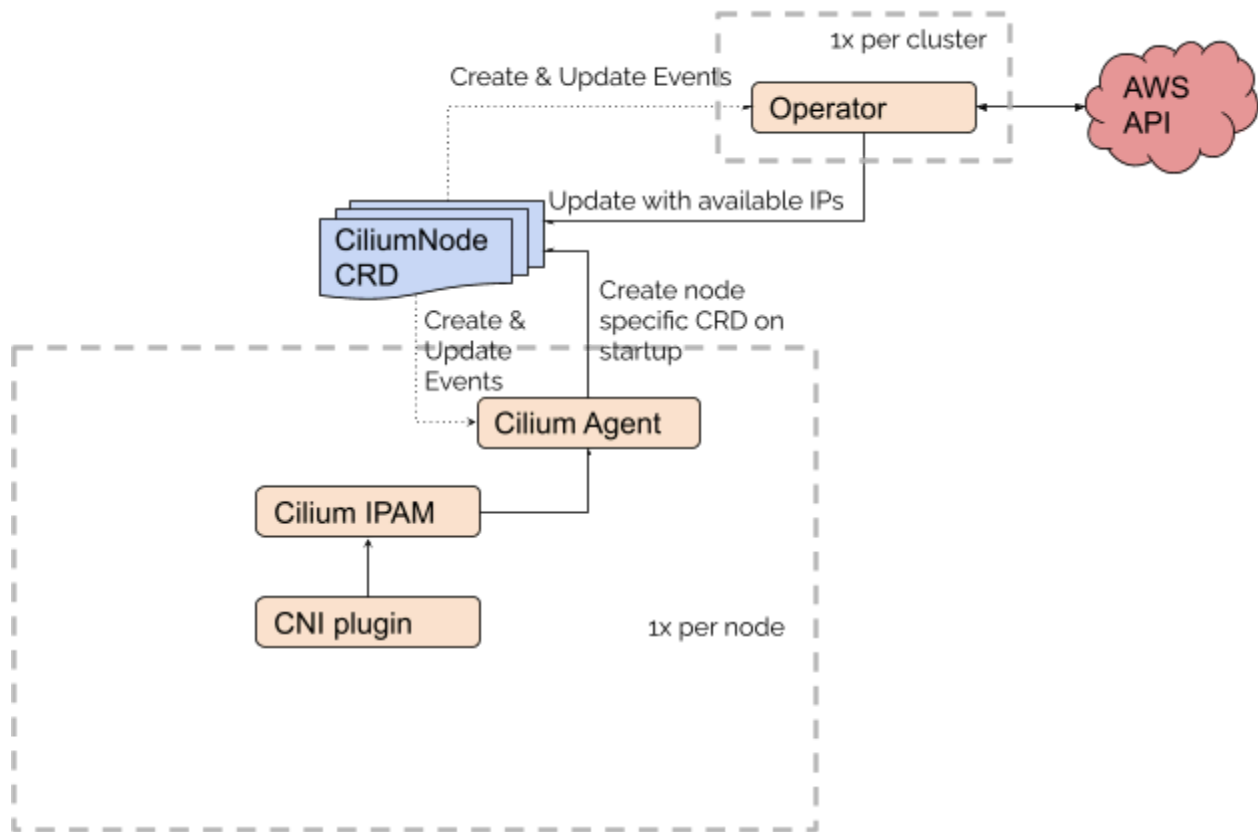 1x per cluster
Create & Update Events
Operator
AWS
API
Update with available IPs
CiliumNode
CRD
Create node
specific CRD on
startup
Create &
Update
Events
Cilium Agent
Cilium IPAM
CNI plugin
1x per node